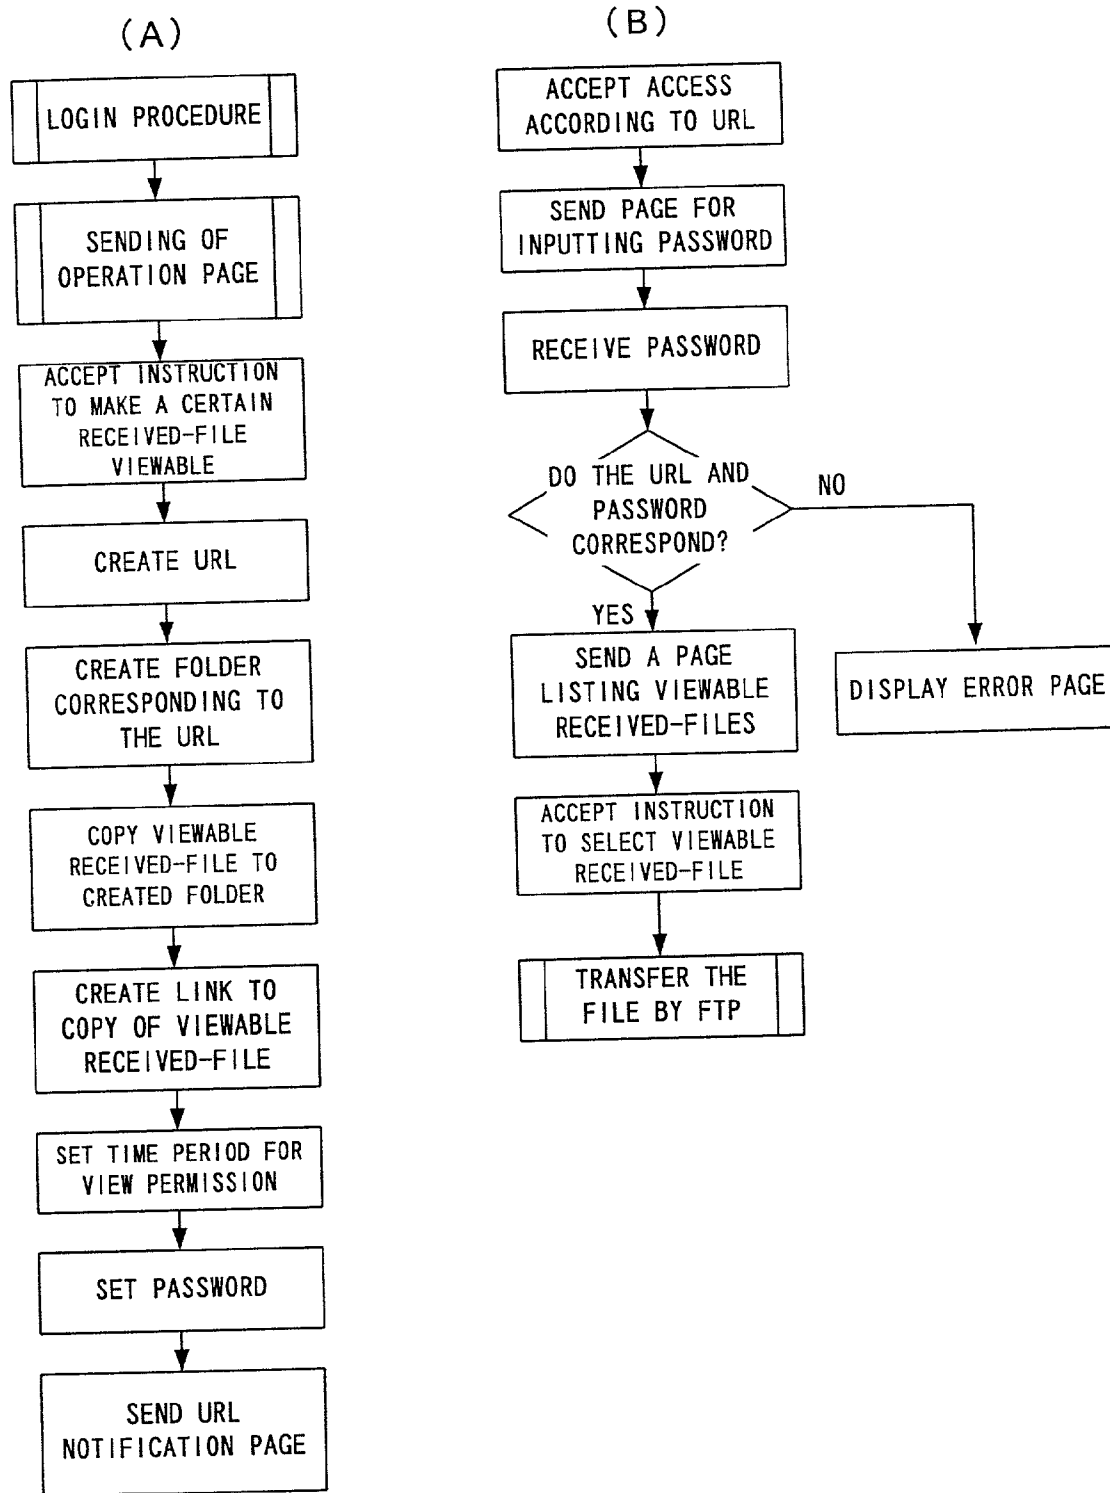 (A)
LOGIN PROCEDURE
SENDING OF
OPERATION PAGE
ACCEPT INSTRUCTION
TO MAKE A CERTAIN
RECEIVED-FILE
VIEWABLE
CREATE URL
CREATE FOLDER
CORRESPONDING TO
THE URL
COPY VIEWABLE
RECEIVED-FILE TO
CREATED FOLDER
CREATE LINK TO
COPY OF VIEWABLE
RECEIVED-FILE
SET TIME PERIOD FOR
VIEW PERMISSION
SET PASSWORD
SEND URL
NOTIFICATION PAGE
(B)
ACCEPT ACCESS
ACCORDING TO URL
SEND PAGE FOR
INPUTTING PASSWORD
RECEIVE PASSWORD
DO THE URL AND
PASSWORD
CORRESPOND?
NO
YES
SEND A PAGE
LISTING VIEWABLE
RECEIVED-FILES
DISPLAY ERROR PAGE
ACCEPT INSTRUCTION
TO SELECT VIEWABLE
RECEIVED-FILE
TRANSFER THE
FILE BY FTP